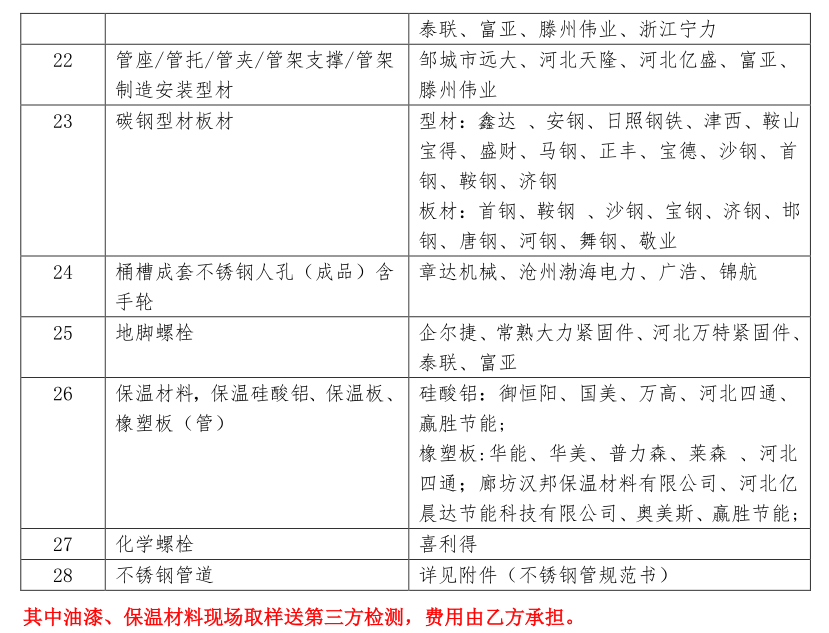 泰联、富亚、滕州伟业、浙江宁力
22 管座/管托/管夹/管架支撑/管架 邹城市远大、河北天隆、河北亿盛、富亚、
制造安装型材 滕州伟业
23 碳钢型材板材 型材：鑫达 、安钢、日照钢铁、津西、鞍山
宝得、盛财、马钢、正丰、宝德、沙钢、首
钢、鞍钢、济钢
板材：首钢、鞍钢 、沙钢、宝钢、济钢、邯
钢、唐钢、河钢、舞钢、敬业
24 桶槽成套不锈钢人孔（成品）含 章达机械、沧州渤海电力、广浩、锦航
手轮
25 地脚螺栓 企尔捷、常熟大力紧固件、河北万特紧固件、
泰联、富亚
26 保温材料，保温硅酸铝、保温板、 硅酸铝：御恒阳、国美、万高、河北四通、
橡塑板（管） 赢胜节能；
橡塑板:华能、华美、普力森、莱森 、河北
四通；廊坊汉邦保温材料有限公司、河北亿
晨达节能科技有限公司、奥美斯、赢胜节能；
27 化学螺栓 喜利得
28 不锈钢管道 详见附件（不锈钢管规范书）
其中油漆、保温材料现场取样送第三方检测，费用由乙方承担。